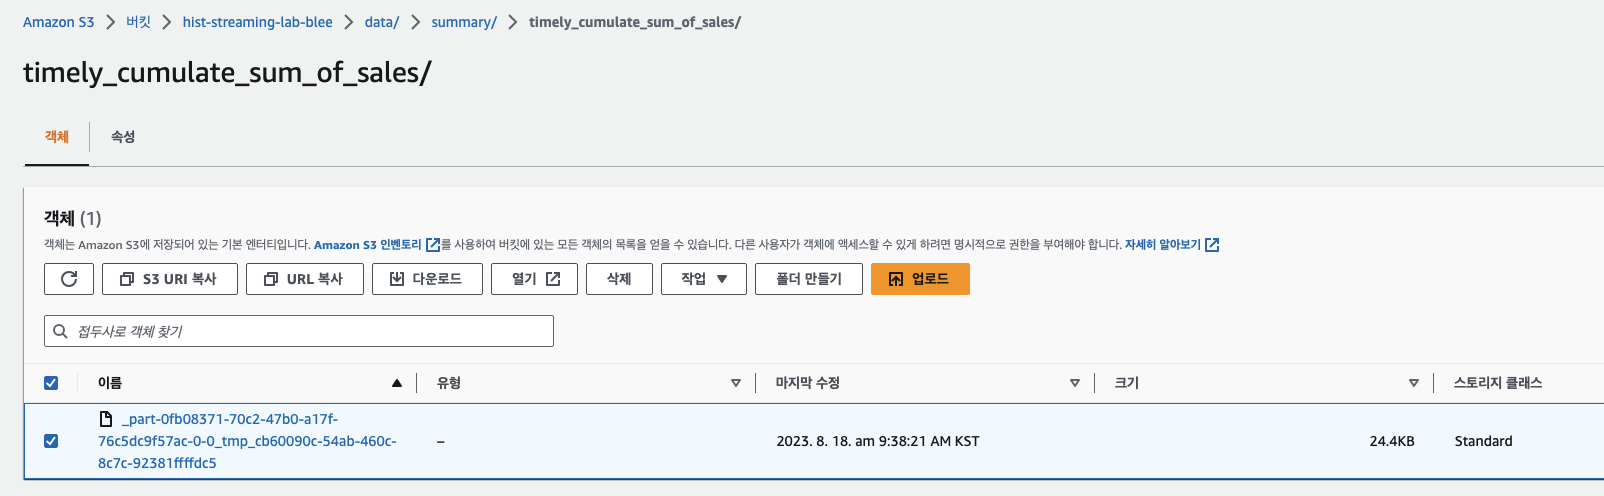 Amazon S3 > 버킷 > hist-streaming-lab-blee > data/ > summary/ > timely_cumulate_sum_of_sales/
timely_cumulate_sum_of_sales/
객체 속성
객체 (1)
객체는 Amazon S3에 저장되어 있는 기본 엔터티입니다. Amazon S3 인벤토리 를 사용하여 버킷에 있는 모든 객체의 목록을 얻을 수 있습니다. 다른 사용자가 객체에 액세스할 수 있게 하려면 명시적으로 권한을 부여해야 합니다. 자세히 알아보기
S3 URI 복사 URL 복사 다운로드 열기 삭제 작업 폴더 만들기 업로드
접두사로 객체 찾기
이름 유형 마지막 수정 크기 스토리지 클래스
_part-0fb08371-70c2-47b0-a17f-
76c5dc9f57ac-0-0_tmp_cb60090c-54ab-460c- – 2023. 8. 18. am 9:38:21 AM KST 24.4KB Standard
8c7c-92381ffffdc5